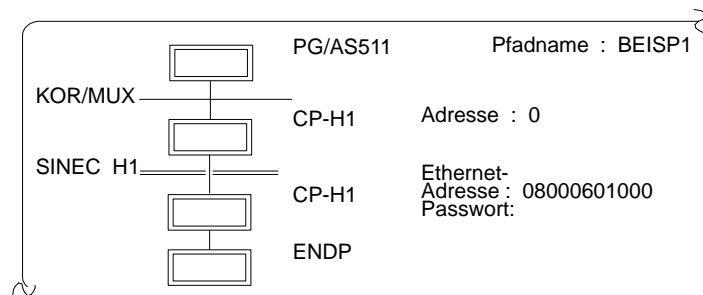 PG/AS511 Pfadname : BEISP1
KOR/MUX
CP-H1 Adresse : 0
SINEC H1
Ethernet-
CP-H1 Adresse : 08000601000
Passwort:
ENDP